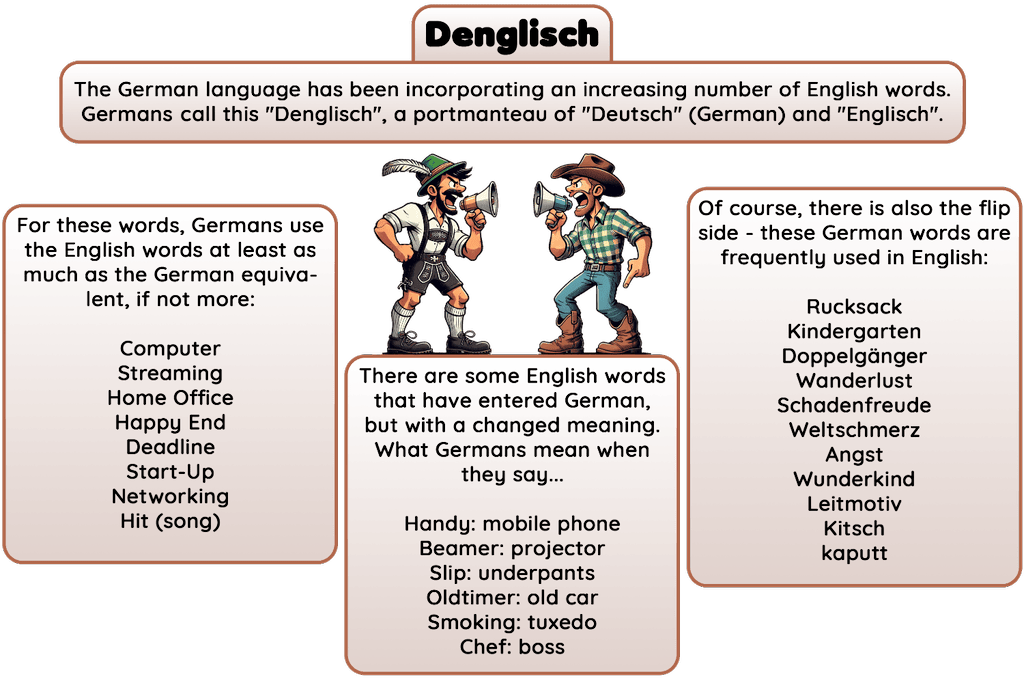 Denglisch
The German language has been incorporating an increasing number of English words.
Germans call this "Denglisch", a portmanteau of "Deutsch" (German) and "Englisch".
For these words, Germans use
the English words at least as
much as the German equiva-
lent, if not more:
Computer
Streaming
Home Office
Happy End
Deadline
Start-Up
Networking
Hit (song)
There are some English words
that have entered German,
but with a changed meaning.
What Germans mean when
they say...
Handy: mobile phone
Beamer: projector
Slip: underpants
Oldtimer: old car
Smoking: tuxedo
Chef: boss
Of course, there is also the flip
side - these German words are
frequently used in English:
Rucksack
Kindergarten
Doppelgänger
Wanderlust
Schadenfreude
Weltschmerz
Angst
Wunderkind
Leitmotiv
Kitsch
kaputt